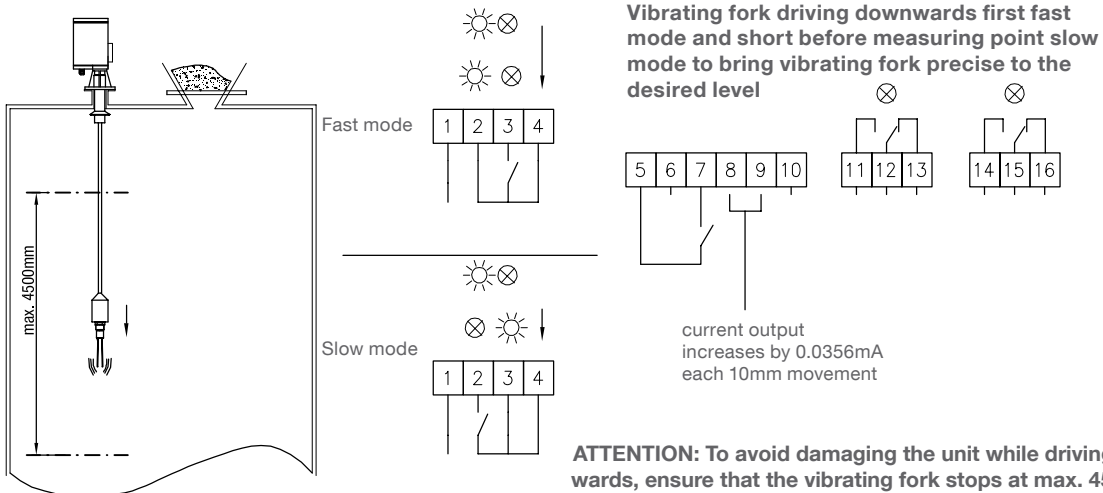 Vibrating fork driving downwards first fast
mode and short before measuring point slow
mode to bring vibrating fork precise to the
desired level
Fast mode
1 2 3 4
5 6 7 8 9 10
11 12 13
14 15 16
max. 4500mm
Slow mode
1 2 3 4
current output
increases by 0.0356mA
each 10mm movement
ATTENTION: To avoid damaging the unit while driving
wards, ensure that the vibrating fork stops at max.